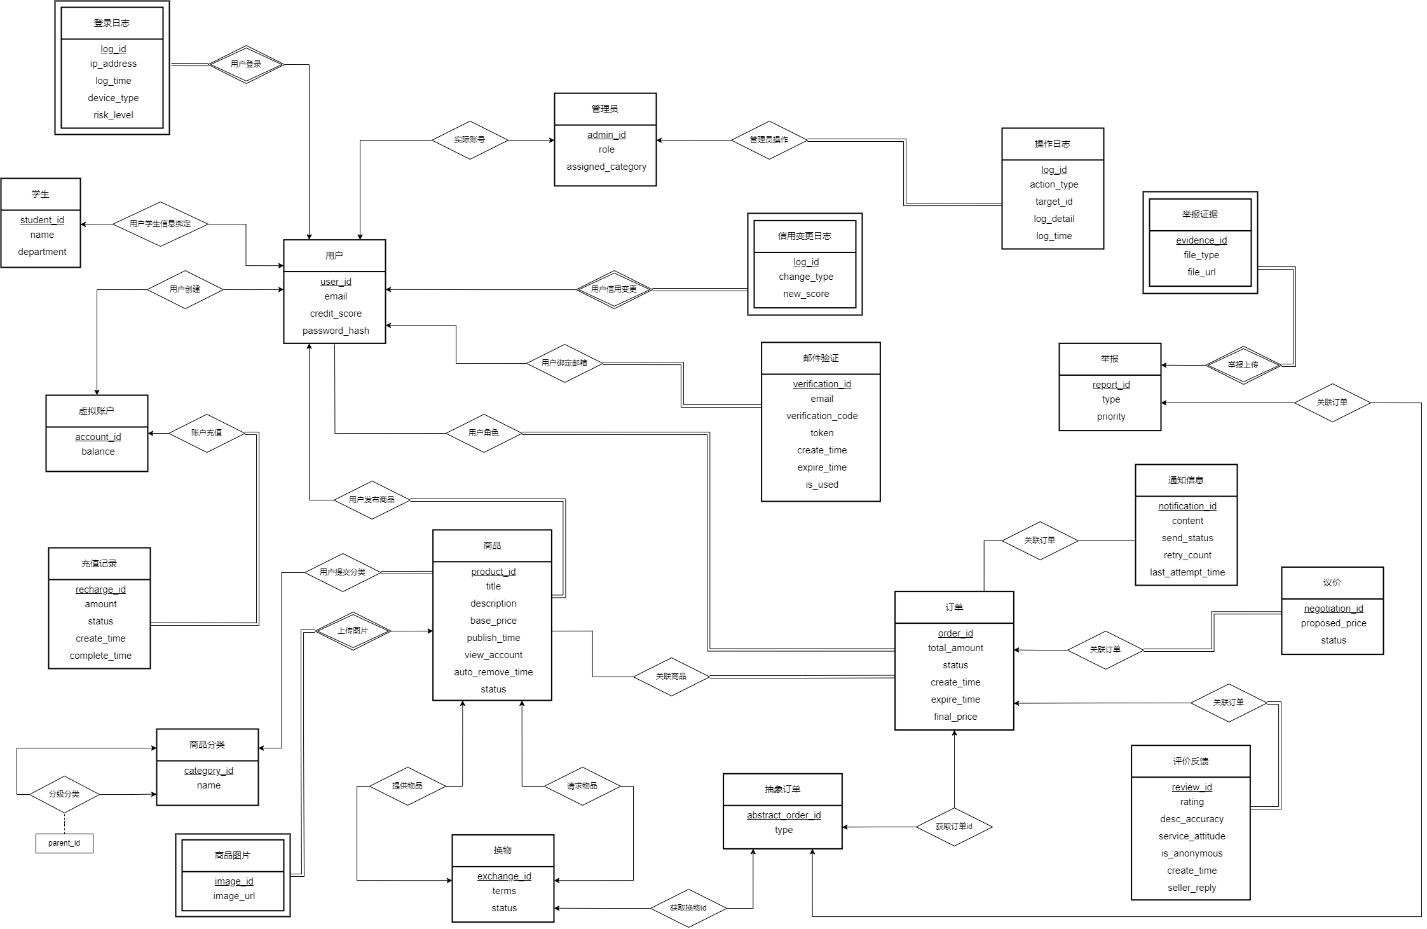 登录日志
log_id
ip_address
log_time
device_type
risk_level
用户登录
管理员
admin_id
role
assigned_category
实际账号
管理员操作
操作日志
log_id
action_type
target_id
log_detail
log_time
学生
student_id
name
department
用户学生信息绑定
用户
user_id
email
credit_score
password_hash
用户创建
用户信用变更
信用变更日志
log_id
change_type
new_score
举报证据
evidence_id
file_type
file_url
举报
report_id
type
priority
举报上传
关联订单
用户绑定邮箱
邮件验证
verification_id
email
verification_code
token
create_time
expire_time
is_used
虚拟账户
account_id
balance
账户充值
用户角色
用户发布商品
充值记录
recharge_id
amount
status
create_time
complete_time
用户提交分类
上传图片
商品
product_id
title
description
base_price
publish_time
view_account
auto_remove_time
status
关联商品
关联订单
通知信息
notification_id
content
send_status
retry_count
last_attempt_time
订单
order_id
total_amount
status
create_time
expire_time
final_price
关联订单
议价
negotiation_id
proposed_price
status
关联订单
评价反馈
review_id
rating
desc_accuracy
service_attitude
is_anonymous
create_time
seller_reply
商品分类
category_id
name
分级分类
parent_id
商品图片
image_id
image_url
提供物品
请求物品
换物
exchange_id
terms
status
获取换物id
抽象订单
abstract_order_id
type
获取订单id